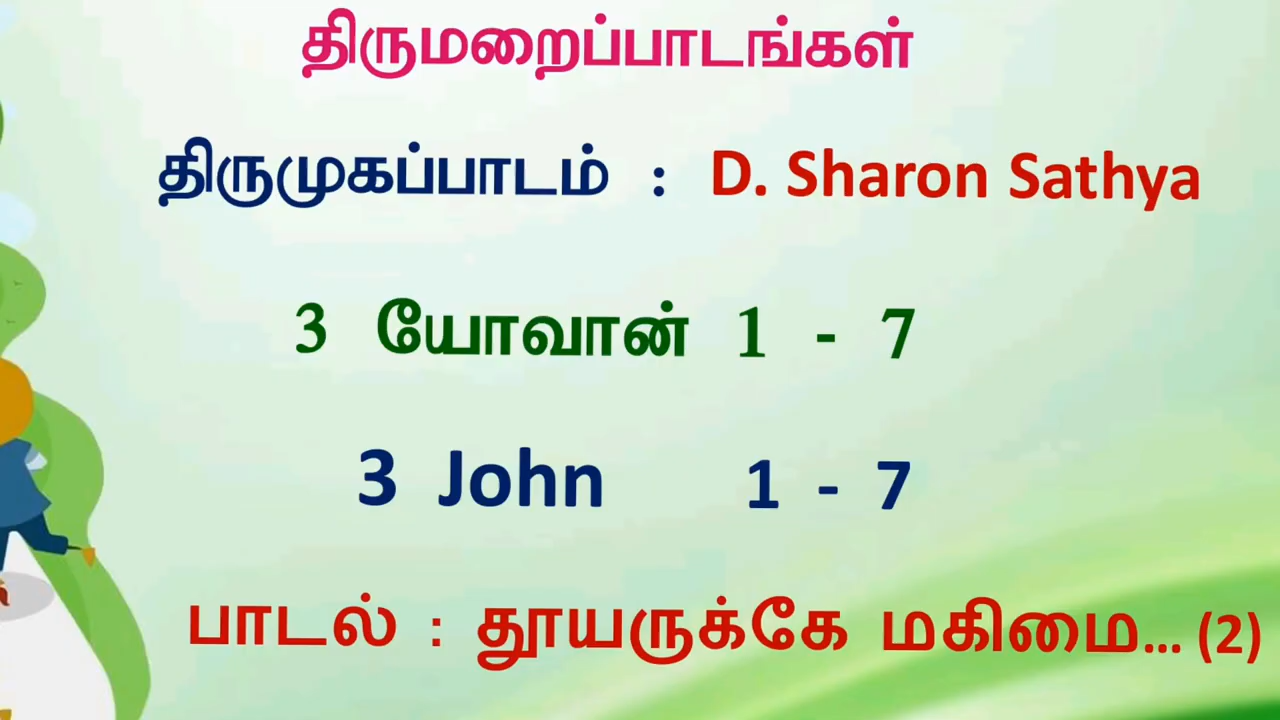 திருமறைப்பாடங்கள்
திருமுகப்பாடம் : D. Sharon Sathya
3 யோவான் 1 - 7
3 John 1 - 7
பாடல் : தூயருக்கே மகிமை... (2)